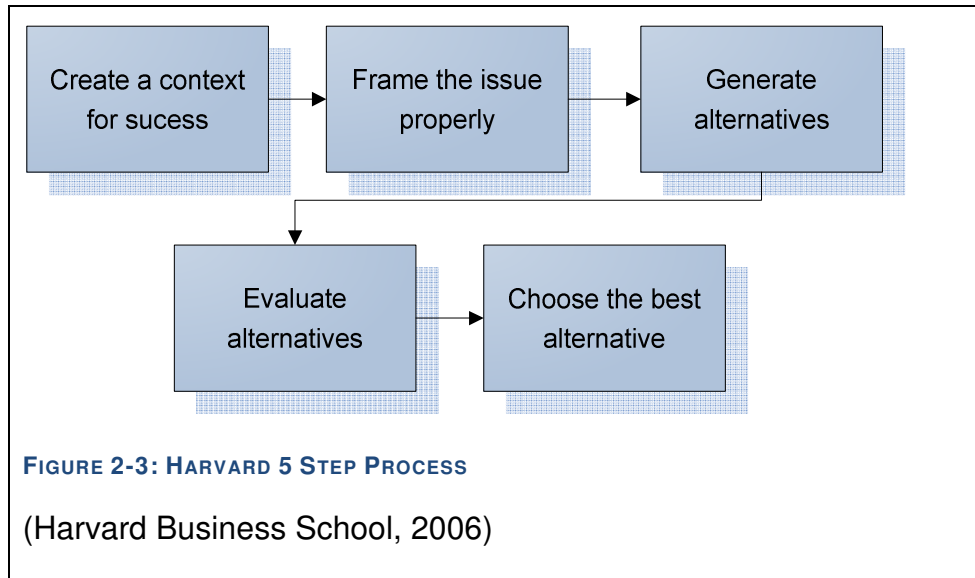 Create a context
for sucess
Frame the issue
properly
Generate
alternatives
Evaluate
alternatives
Choose the best
alternative
FIGURE 2-3: HARVARD 5 STEP PROCESS
(Harvard Business School, 2006)